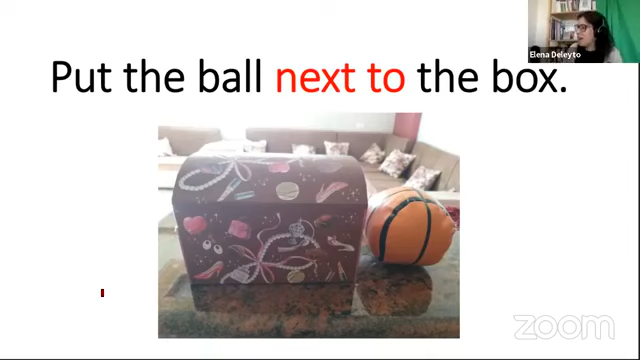 Elena Deleyto
Put the ball next to the box.
zoom